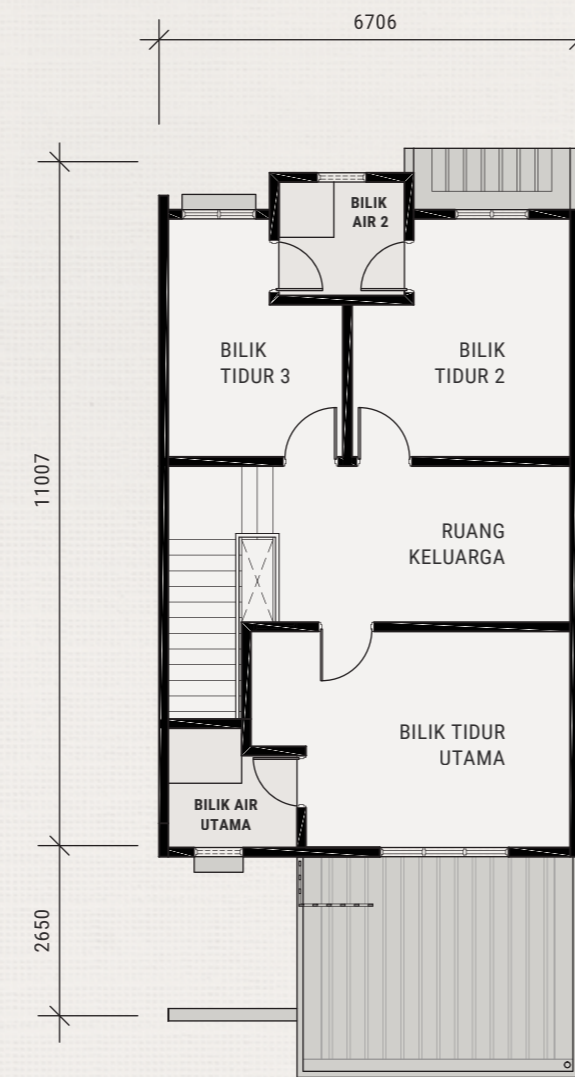 6706
BILIK
AIR 2
BILIK
TIDUR 3
BILIK
TIDUR 2
11007
RUANG
KELUARGA
BILIK TIDUR
UTAMA
BILIK AIR
UTAMA
2650